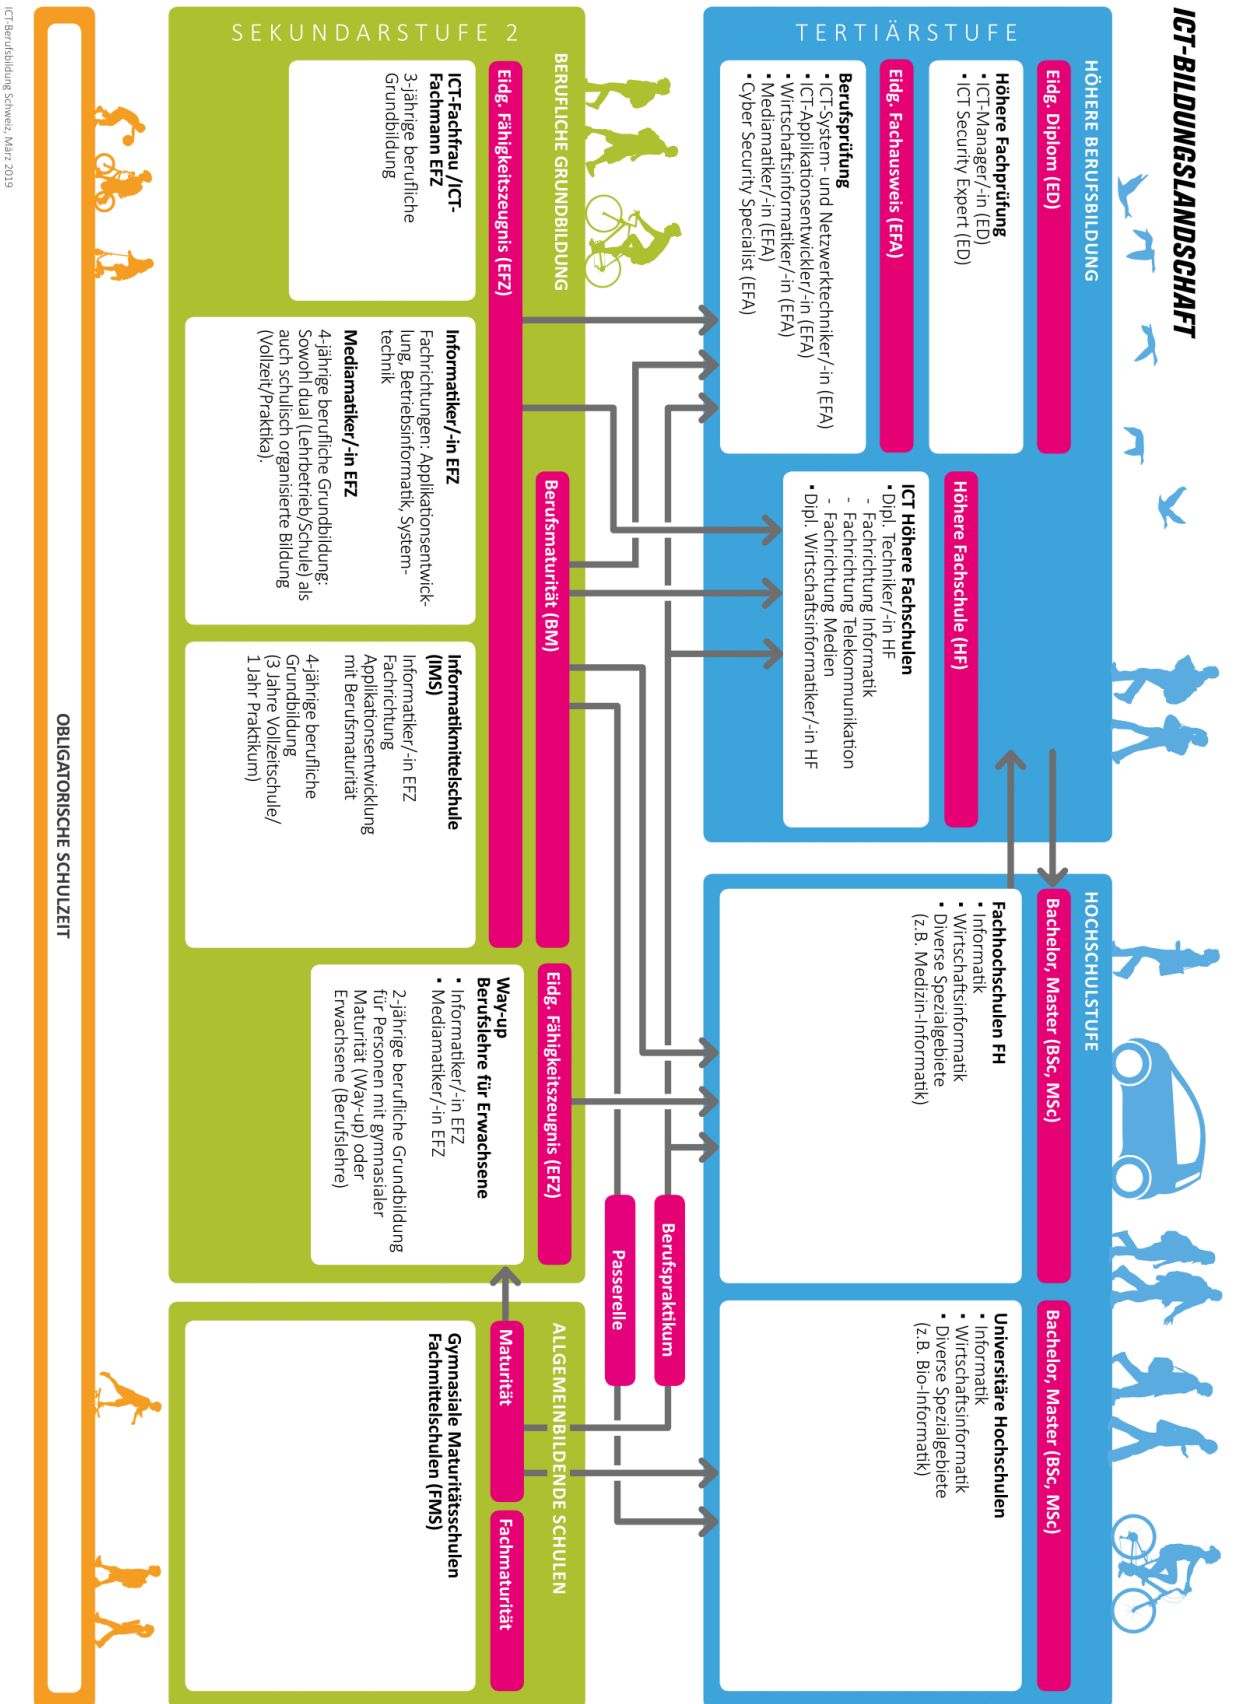 ICT-BILDUNGSLANDSCHAFT
TERTIÄRSTUFE
HÖHERE BERUFSBILDUNG
Eidg. Diplom (ED)
Höhere Fachprüfung
▪ ICT-Manager/-in (ED)
▪ ICT Security Expert (ED)
Eidg. Fachausweis (EFA)
Berufsprüfung
▪ ICT-System- und Netzwerktechniker/-in (EFA)
▪ ICT-Applikationsentwickler/-in (EFA)
▪ Wirtschaftsinformatiker/-in (EFA)
▪ Mediamatiker/-in (EFA)
▪ Cyber Security Specialist (EFA)
Höhere Fachschule (HF)
ICT Höhere Fachschulen
▪ Dipl. Techniker/-in HF
- Fachrichtung Informatik
- Fachrichtung Telekommunikation
- Fachrichtung Medien
▪ Dipl. Wirtschaftsinformatiker/-in HF
HOCHSCHULSTUFE
Bachelor, Master (BSc, MSc)
Fachhochschulen FH
▪ Informatik
▪ Wirtschaftsinformatik
▪ Diverse Spezialgebiete
(z.B. Medizin-Informatik)
Bachelor, Master (BSc, MSc)
Universitäre Hochschulen
▪ Informatik
▪ Wirtschaftsinformatik
▪ Diverse Spezialgebiete
(z.B. Bio-Informatik)
Berufspraktikum
Passerelle
SEKUNDARSTUFE 2
BERUFLICHE GRUNDBILDUNG
Berufsmaturität (BM)
Eidg. Fähigkeitszeugnis (EFZ)
ICT-Fachfrau /ICT-
Fachmann EFZ
3-jährige berufliche
Grundbildung
Informatiker/-in EFZ
Fachrichtungen: Applikationsentwick-
lung, Betriebsinformatik, System-
technik
Mediamatiker/-in EFZ
4-jährige berufliche Grundbildung:
Sowohl dual (Lehrbetrieb/Schule) als
auch schulisch organisierte Bildung
(Vollzeit/Praktika).
Informatikmittelschule
(IMS)
Informatiker/-in EFZ
Fachrichtung
Applikationsentwicklung
mit Berufsmaturität
4-jährige berufliche
Grundbildung
(3 Jahre Vollzeitschule/
1 Jahr Praktikum)
Eidg. Fähigkeitszeugnis (EFZ)
Way-up
Berufslehre für Erwachsene
▪ Informatiker/-in EFZ
▪ Mediamatiker/-in EFZ
2-jährige berufliche Grundbildung
für Personen mit gymnasialer
Maturität (Way-up) oder
Erwachsene (Berufslehre)
ALLGEMEINBILDENDE SCHULEN
Maturität
Fachmaturität
Gymnasiale Maturitätsschulen
Fachmittelschulen (FMS)
OBLIGATORISCHE SCHULZEIT
ICT-Berufsbildung Schweiz, März 2019